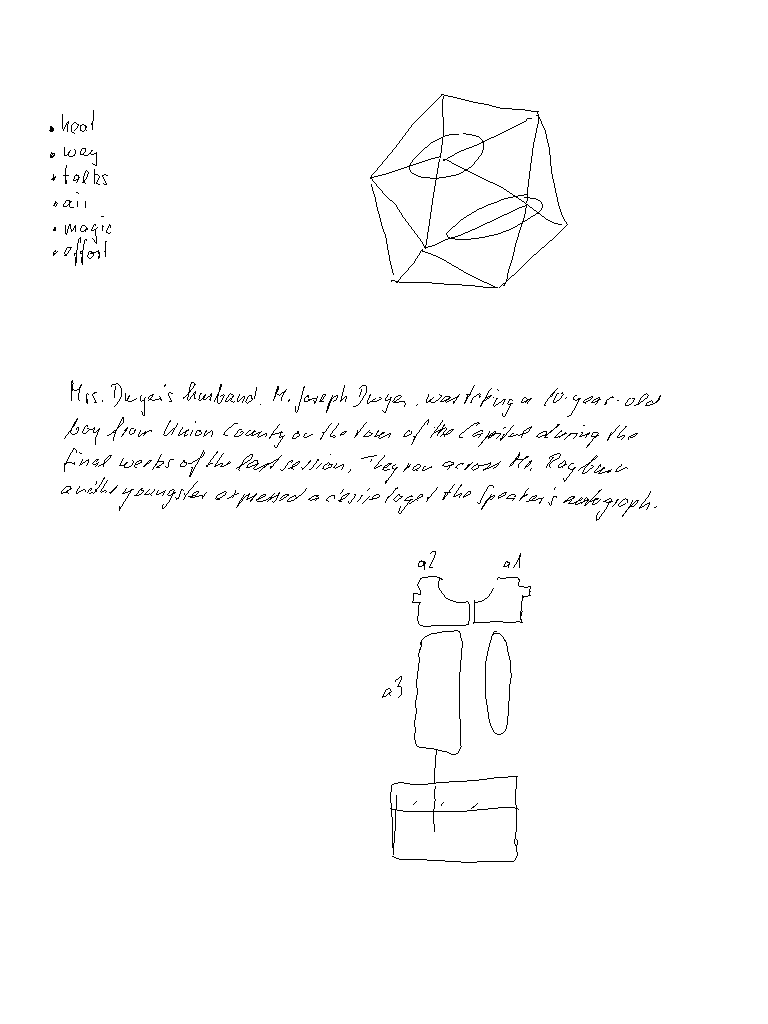 • heat
• way
• talks
• air
• magic
• effort
Mrs. Dwyer's husband, M. Joseph Dwyer, was taking a 10-year-old
boy from Union County on the tour of the Capitol during the
final weeks of the last session. They ran across Mr. Rayburn
and the youngster expressed a desire to get the Speaker's autograph.
a2 a1
a3